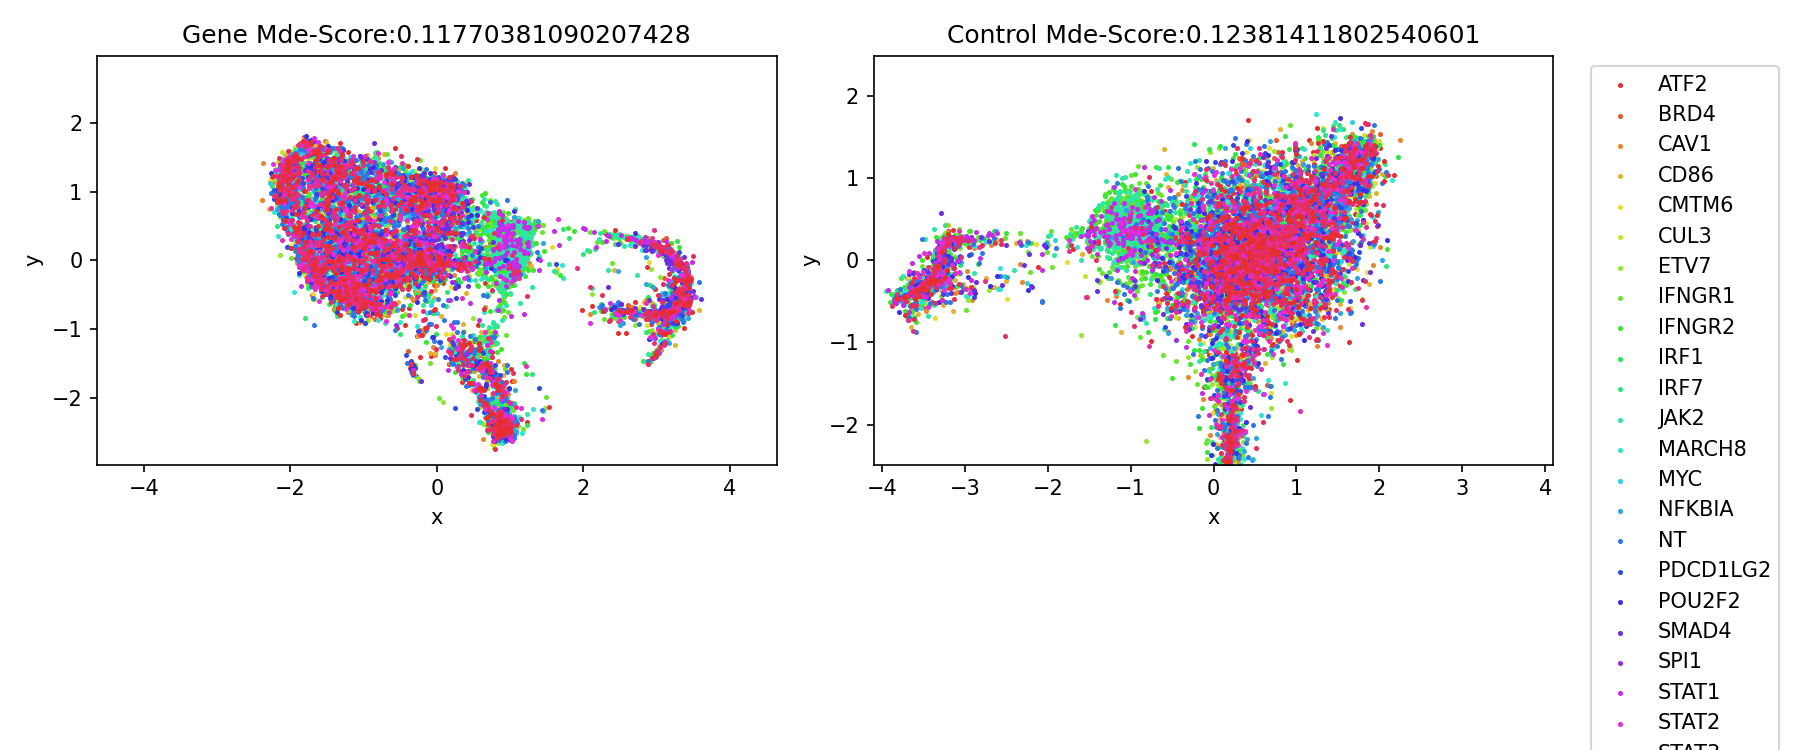 Gene Mde-Score:0.11770381090207428
2
1
0
−1
−2
y
−4
−2
0
2
4
x
Control Mde-Score:0.12381411802540601
2
1
0
−1
−2
y
−4
−3
−2
−1
0
1
2
3
4
x
ATF2
BRD4
CAV1
CD86
CMTM6
CUL3
ETV7
IFNGR1
IFNGR2
IRF1
IRF7
JAK2
MARCH8
MYC
NFKBIA
NT
PDCD1LG2
POU2F2
SMAD4
SPI1
STAT1
STAT2